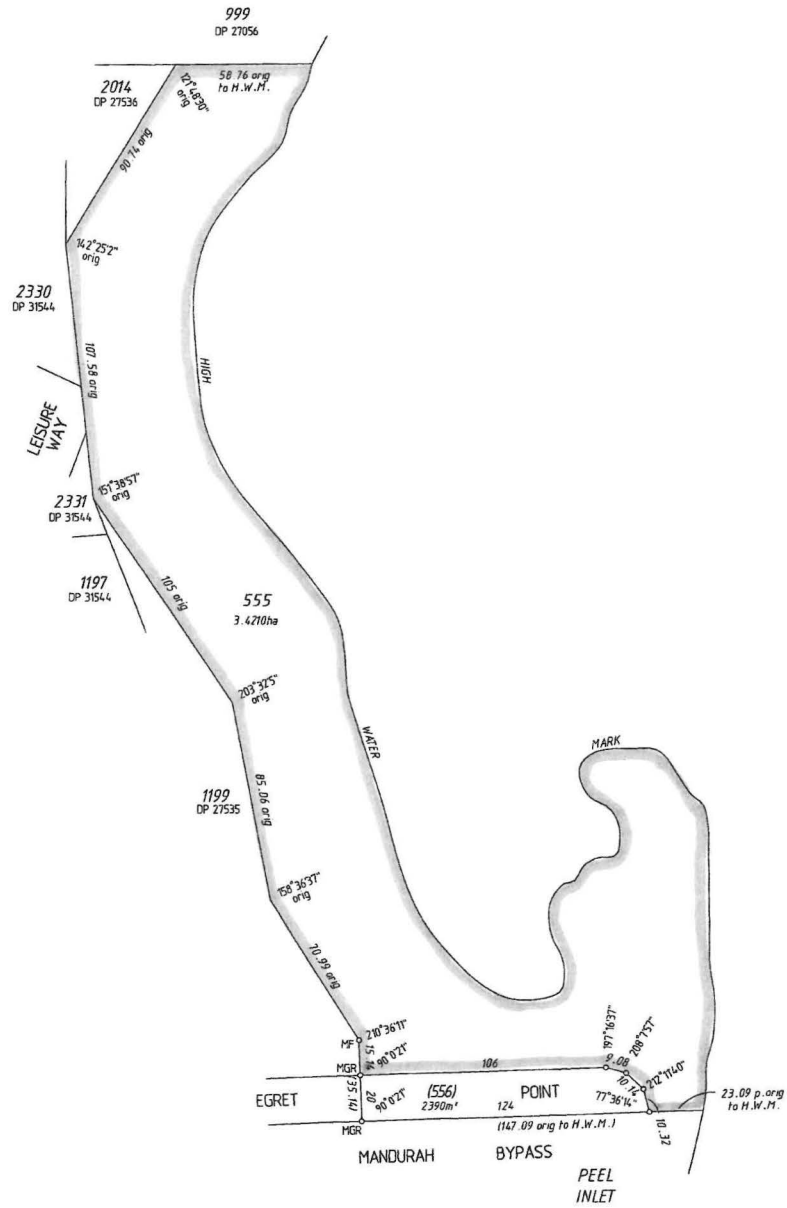 999
DP 27056
2014
DP 27536
58.76 orig
to H.W.M.
121°48'30"
orig
90.74 orig
142°25'2"
orig
2330
DP 31544
107.58 orig
HIGH
LEISURE
WAY
151°38'57"
orig
2331
DP 31544
1197
DP 31544
105 orig
555
3.4210ha
203°32'5"
orig
WATER
MARK
1199
DP 27535
85.06 orig
158°36'37"
orig
70.99 orig
210°36'11"
MF
15.14
90°0'21"
MGR
106
197°16'37"
9.08
208°7'57"
10.14
212°11'40"
77°36'14"
10.32
23.09 p.orig
to H.W.M.
EGRET
(35.14)
20
90°0'21"
(556)
2390m²
POINT
124
(147.09 orig to H.W.M.)
MGR
MANDURAH
BYPASS
PEEL
INLET